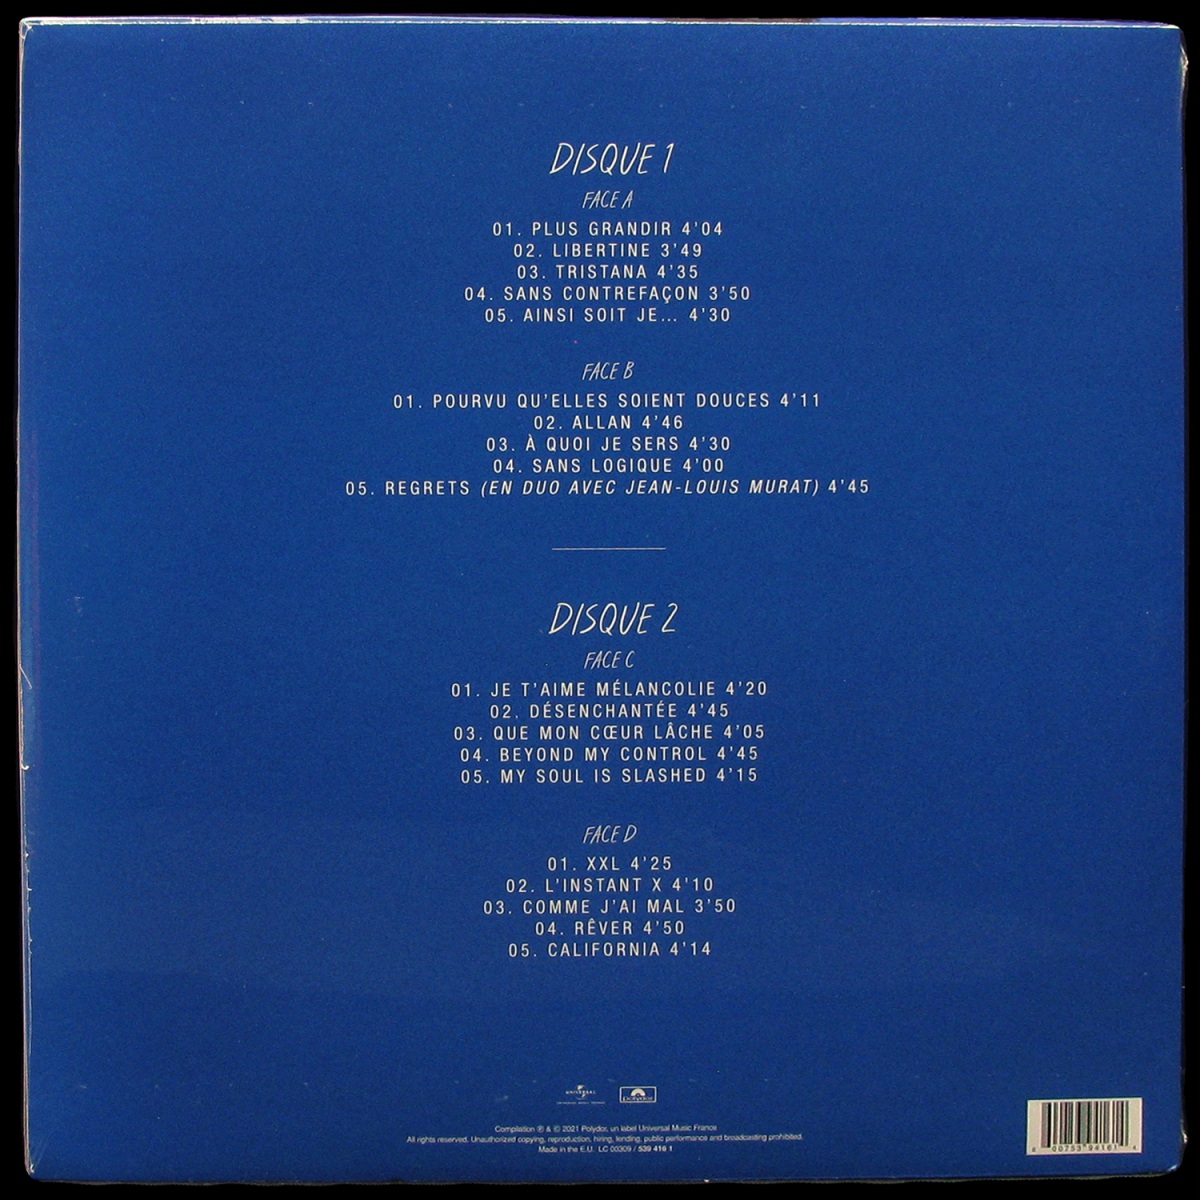 DISQUE 1
FACE A
01. PLUS GRANDIR 4'04
02. LIBERTINE 3'49
03. TRISTANA 4'35
04. SANS CONTREFAÇON 3'50
05. AINSI SOIT JE... 4'30
FACE B
01. POURVU QU'ELLES SOIENT DOUCES 4'11
02. ALLAN 4'46
03. À QUOI JE SERS 4'30
04. SANS LOGIQUE 4'00
05. REGRETS (EN DUO AVEC JEAN-LOUIS MURAT) 4'45
DISQUE 2
FACE C
01. JE T'AIME MÉLANCOLIE 4'20
02. DÉSENCHANTÉE 4'45
03. QUE MON CŒUR LÂCHE 4'05
04. BEYOND MY CONTROL 4'45
05. MY SOUL IS SLASHED 4'15
FACE D
01. XXL 4'25
02. L'INSTANT X 4'10
03. COMME J'AI MAL 3'50
04. RÊVER 4'50
05. CALIFORNIA 4'14
UNIVERSAL
polydor
Compilation ℗ & © 2021 Polydor, un label Universal Music France
All rights reserved. Unauthorized copying, reproduction, hiring, lending, public performance and broadcasting prohibited.
Made in the E.U. LC 00309 / 539 416 1